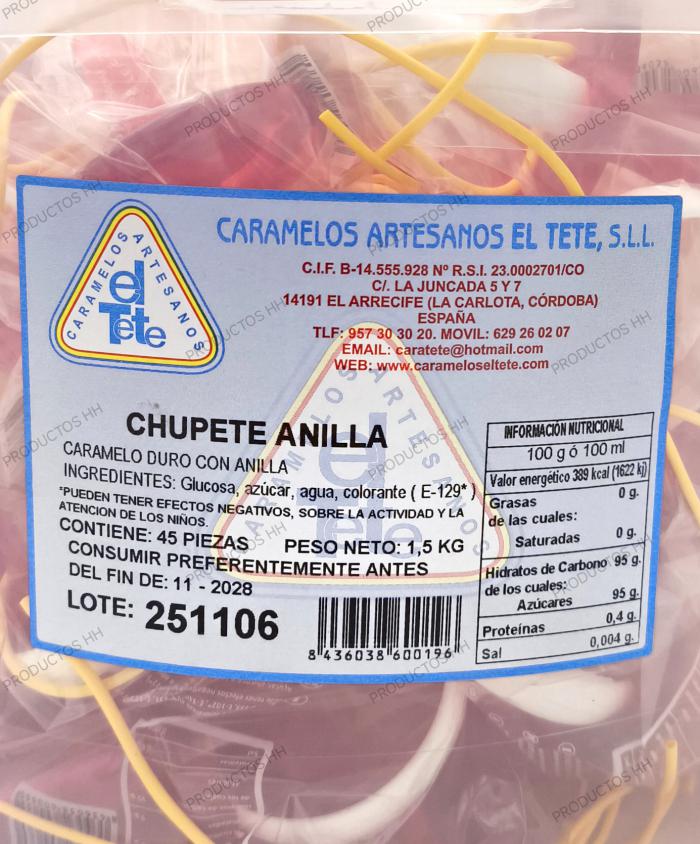 PRODUCTOS HH
CARAMELOS ARTESANOS
el
Tete
CARAMELOS ARTESANOS EL TETE, S.L.L.
C.I.F. B-14.555.928 Nº R.S.I. 23.0002701/CO
C/. LA JUNCADA 5 Y 7
14191 EL ARRECIFE (LA CARLOTA, CÓRDOBA)
ESPAÑA
TLF: 957 30 30 20. MOVIL: 629 26 02 07
EMAIL: caratete@hotmail.com
WEB: www.carameloseltete.com
CHUPETE ANILLA
CARAMELO DURO CON ANILLA
INGREDIENTES: Glucosa, azúcar, agua, colorante ( E-129* )
*PUEDEN TENER EFECTOS NEGATIVOS, SOBRE LA ACTIVIDAD Y LA
ATENCION DE LOS NIÑOS.
CONTIENE: 45 PIEZAS PESO NETO: 1,5 KG
CONSUMIR PREFERENTEMENTE ANTES
DEL FIN DE: 11 - 2028
LOTE: 251106
8 436038 600196
INFORMACIÓN NUTRICIONAL
100 g ó 100 ml
Valor energético 389 kcal (1622 kj)
Grasas 0 g.
de las cuales:
Saturadas 0 g.
Hidratos de Carbono 95 g.
de los cuales:
Azúcares 95 g.
Proteínas 0,4 g.
Sal 0,004 g.